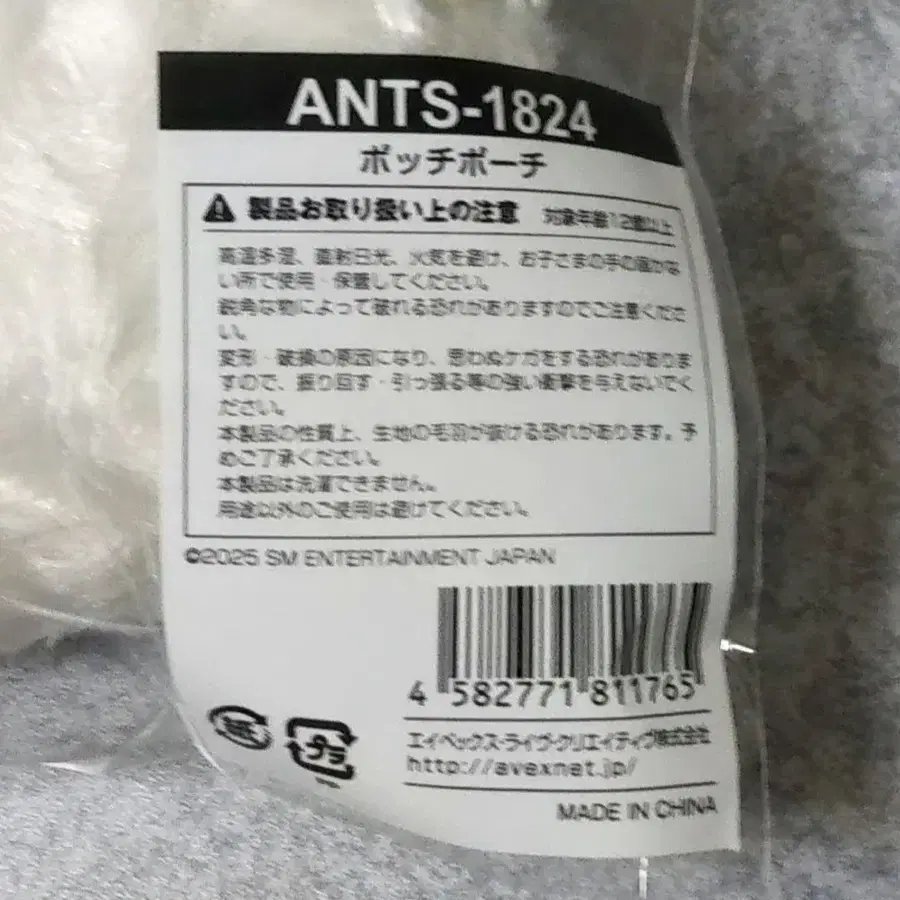 ANTS-1824
ポッチポーチ
製品お取り扱い上の注意 対象年齢12歳以上
高温多湿、直射日光、火気を避け、お子さまの手の届かな
い所で使用・保管してください。
鋭角な物によって破れる恐れがありますのでご注意くださ
い。
変形・破損の原因になり、思わぬケガをする恐れがありま
すので、振り回す・引っ張る等の強い衝撃を与えないでく
ださい。
本製品の性質上、生地の毛羽が抜ける恐れがあります。予
めご了承ください。
本製品は洗濯できません。
用途以外のご使用は避けてください。
©2025 SM ENTERTAINMENT JAPAN
4 582771 811765
紙 プラ
エイベックス・ライヴ・クリエイティヴ株式会社
http://avexnet.jp/
MADE IN CHINA